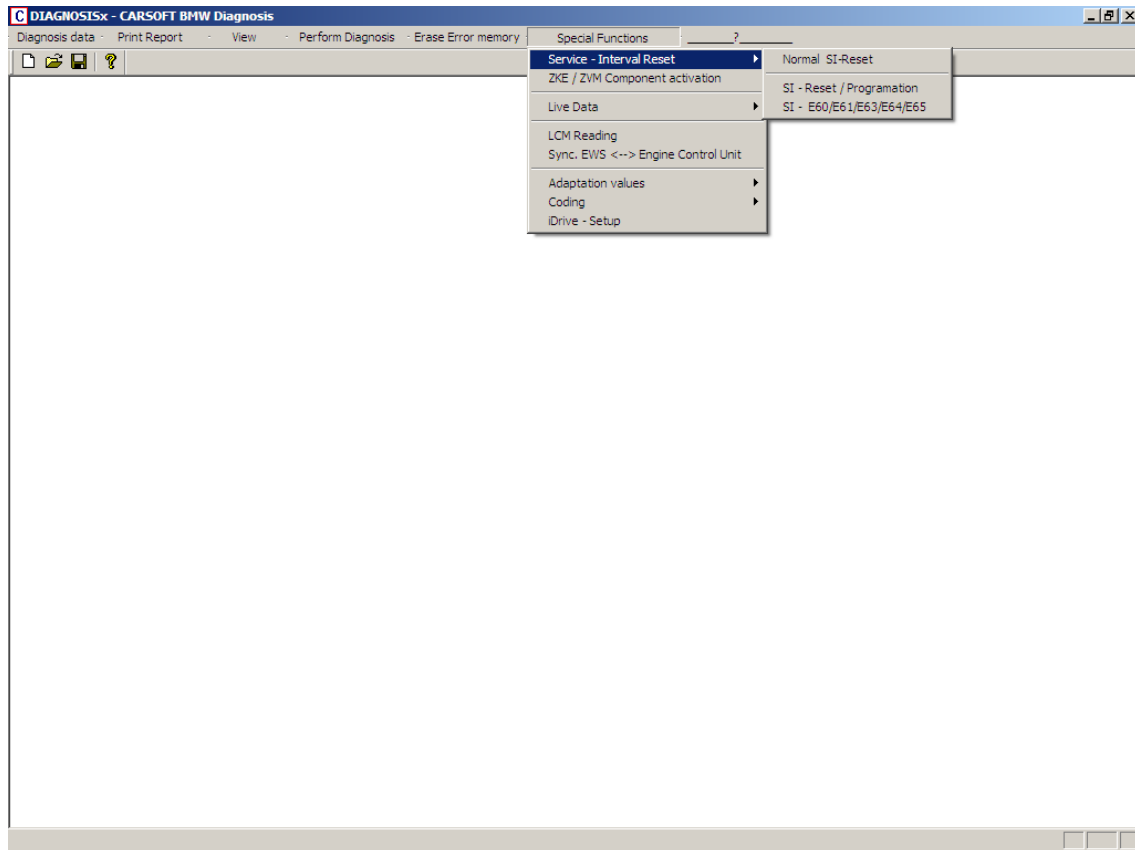 C DIAGNOSISx - CARSOFT BMW Diagnosis
Diagnosis data - Print Report - View - Perform Diagnosis - Erase Error memory Special Functions ______?_______
Service - Interval Reset
ZKE / ZVM Component activation
Live Data
LCM Reading
Sync. EWS <--> Engine Control Unit
Adaptation values
Coding
iDrive - Setup
Normal SI-Reset
SI - Reset / Programation
SI - E60/E61/E63/E64/E65